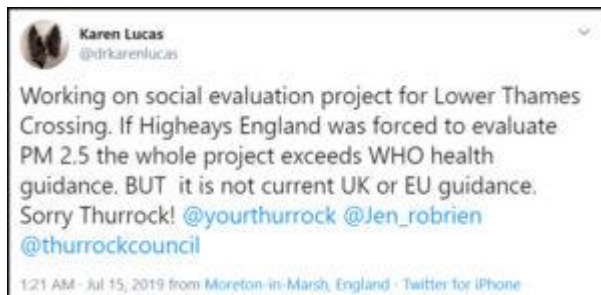 Karen Lucas
@drkarenlucas
Working on social evaluation project for Lower Thames
Crossing. If Higheays England was forced to evaluate
PM 2.5 the whole project exceeds WHO health
guidance. BUT it is not current UK or EU guidance.
Sorry Thurrock! @yourthurrock @Jen_robrien
@thurrockcouncil
1:21 AM · Jul 15, 2019 from Moreton-in-Marsh, England · Twitter for iPhone